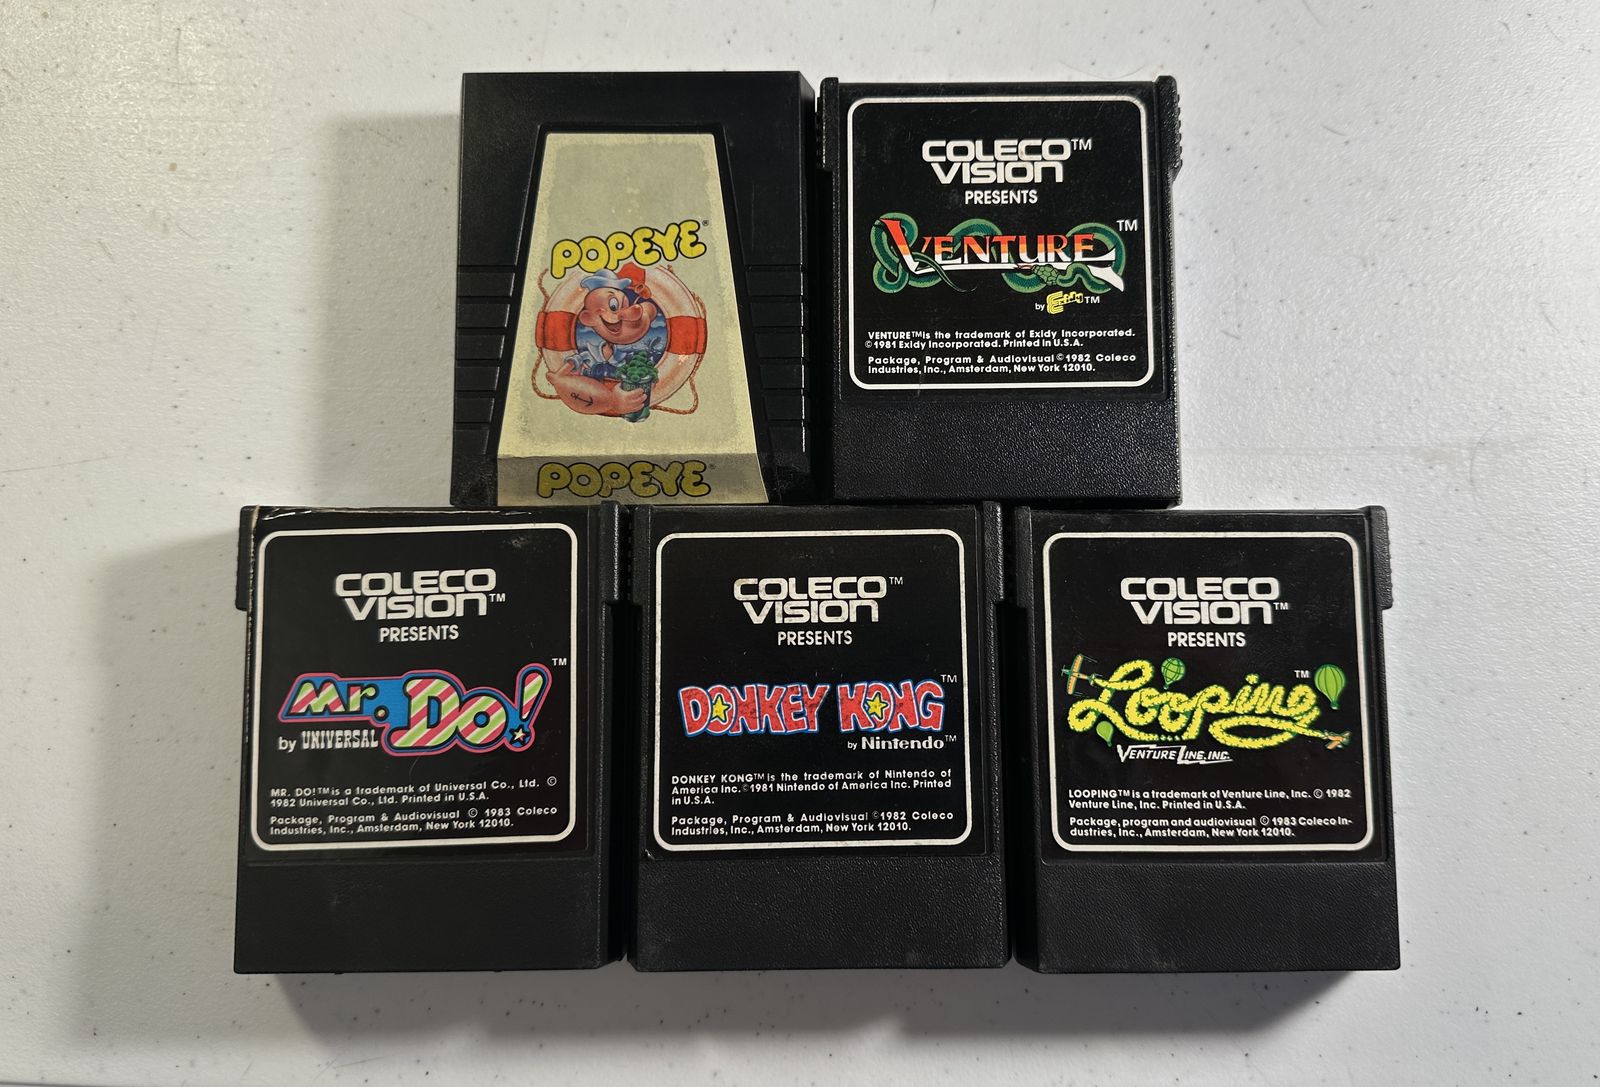 POPEYE®
POPEYE®
COLECO™
VISION
PRESENTS
VENTURE™
by Exidy™
VENTURE™ is the trademark of Exidy Incorporated.
© 1981 Exidy Incorporated. Printed in U.S.A.
Package, Program & Audiovisual © 1982 Coleco
Industries, Inc., Amsterdam, New York 12010.
COLECO
VISION™
PRESENTS
Mr. Do!™
by UNIVERSAL
MR. DO!™ is a trademark of Universal Co., Ltd. ©
1982 Universal Co., Ltd. Printed in U.S.A.
Package, Program & Audiovisual © 1983 Coleco
Industries, Inc., Amsterdam, New York 12010.
COLECO™
VISION
PRESENTS
DONKEY KONG™
by Nintendo™
DONKEY KONG™ is the trademark of Nintendo of
America Inc. © 1981 Nintendo of America Inc. Printed
in U.S.A.
Package, Program & Audiovisual © 1982 Coleco
Industries, Inc., Amsterdam, New York 12010.
COLECO
VISION™
PRESENTS
Looping™
VENTURE LINE, INC.
LOOPING™ is a trademark of Venture Line, Inc. © 1982
Venture Line, Inc. Printed in U.S.A.
Package, program and audiovisual © 1983 Coleco In-
dustries, Inc., Amsterdam, New York 12010.